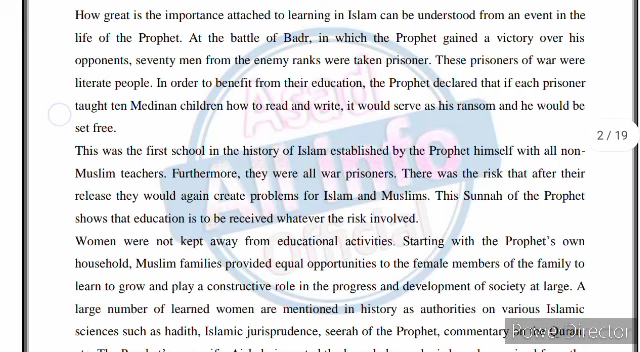 How great is the importance attached to learning in Islam can be understood from an event in the
life of the Prophet. At the battle of Badr, in which the Prophet gained a victory over his
opponents, seventy men from the enemy ranks were taken prisoner. These prisoners of war were
literate people. In order to benefit from their education, the Prophet declared that if each prisoner
taught ten Medinan children how to read and write, it would serve as his ransom and he would be
set free.
2 / 19
This was the first school in the history of Islam established by the Prophet himself with all non-
Muslim teachers. Furthermore, they were all war prisoners. There was the risk that after their
release they would again create problems for Islam and Muslims. This Sunnah of the Prophet
shows that education is to be received whatever the risk involved.
Women were not kept away from educational activities. Starting with the Prophet's own
household, Muslim families provided equal opportunities to the female members of the family to
learn to grow and play a constructive role in the progress and development of society at large. A
large number of learned women are mentioned in history as authorities on various Islamic
sciences such as hadith, Islamic jurisprudence, seerah of the Prophet, commentary on the Quran
Asad
All Info
Official
PowerDirector